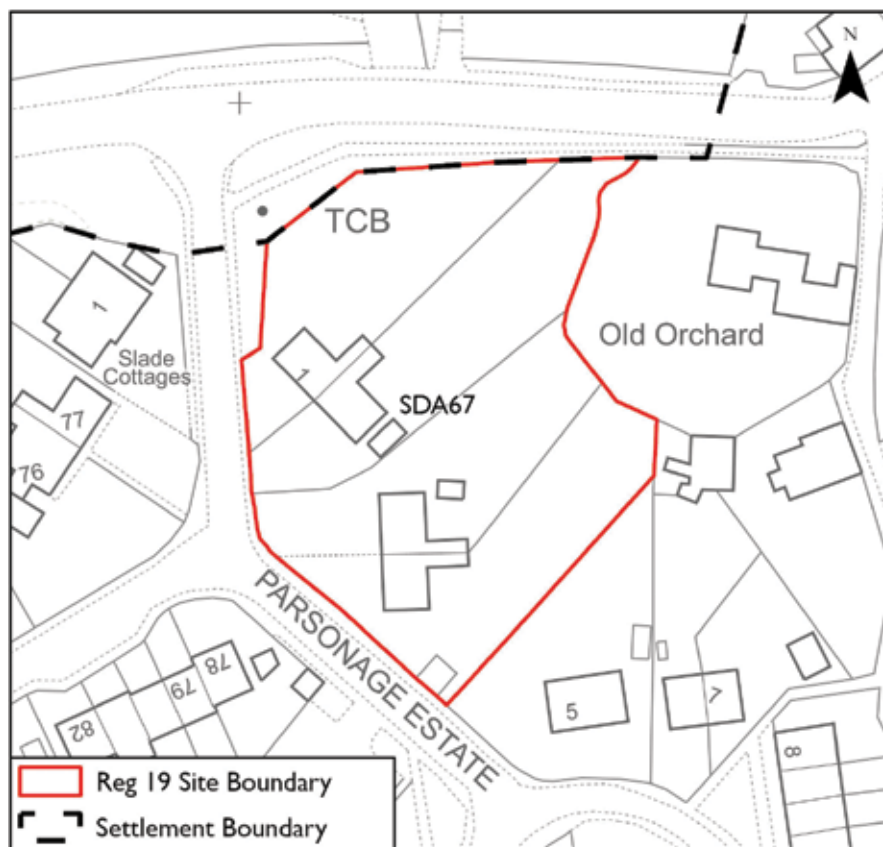 N
TCB
1
Slade
Cottages
77
76
1
SDA67
Old Orchard
PARSONAGE ESTATE
78
79
82
5
7
8
Reg 19 Site Boundary
Settlement Boundary